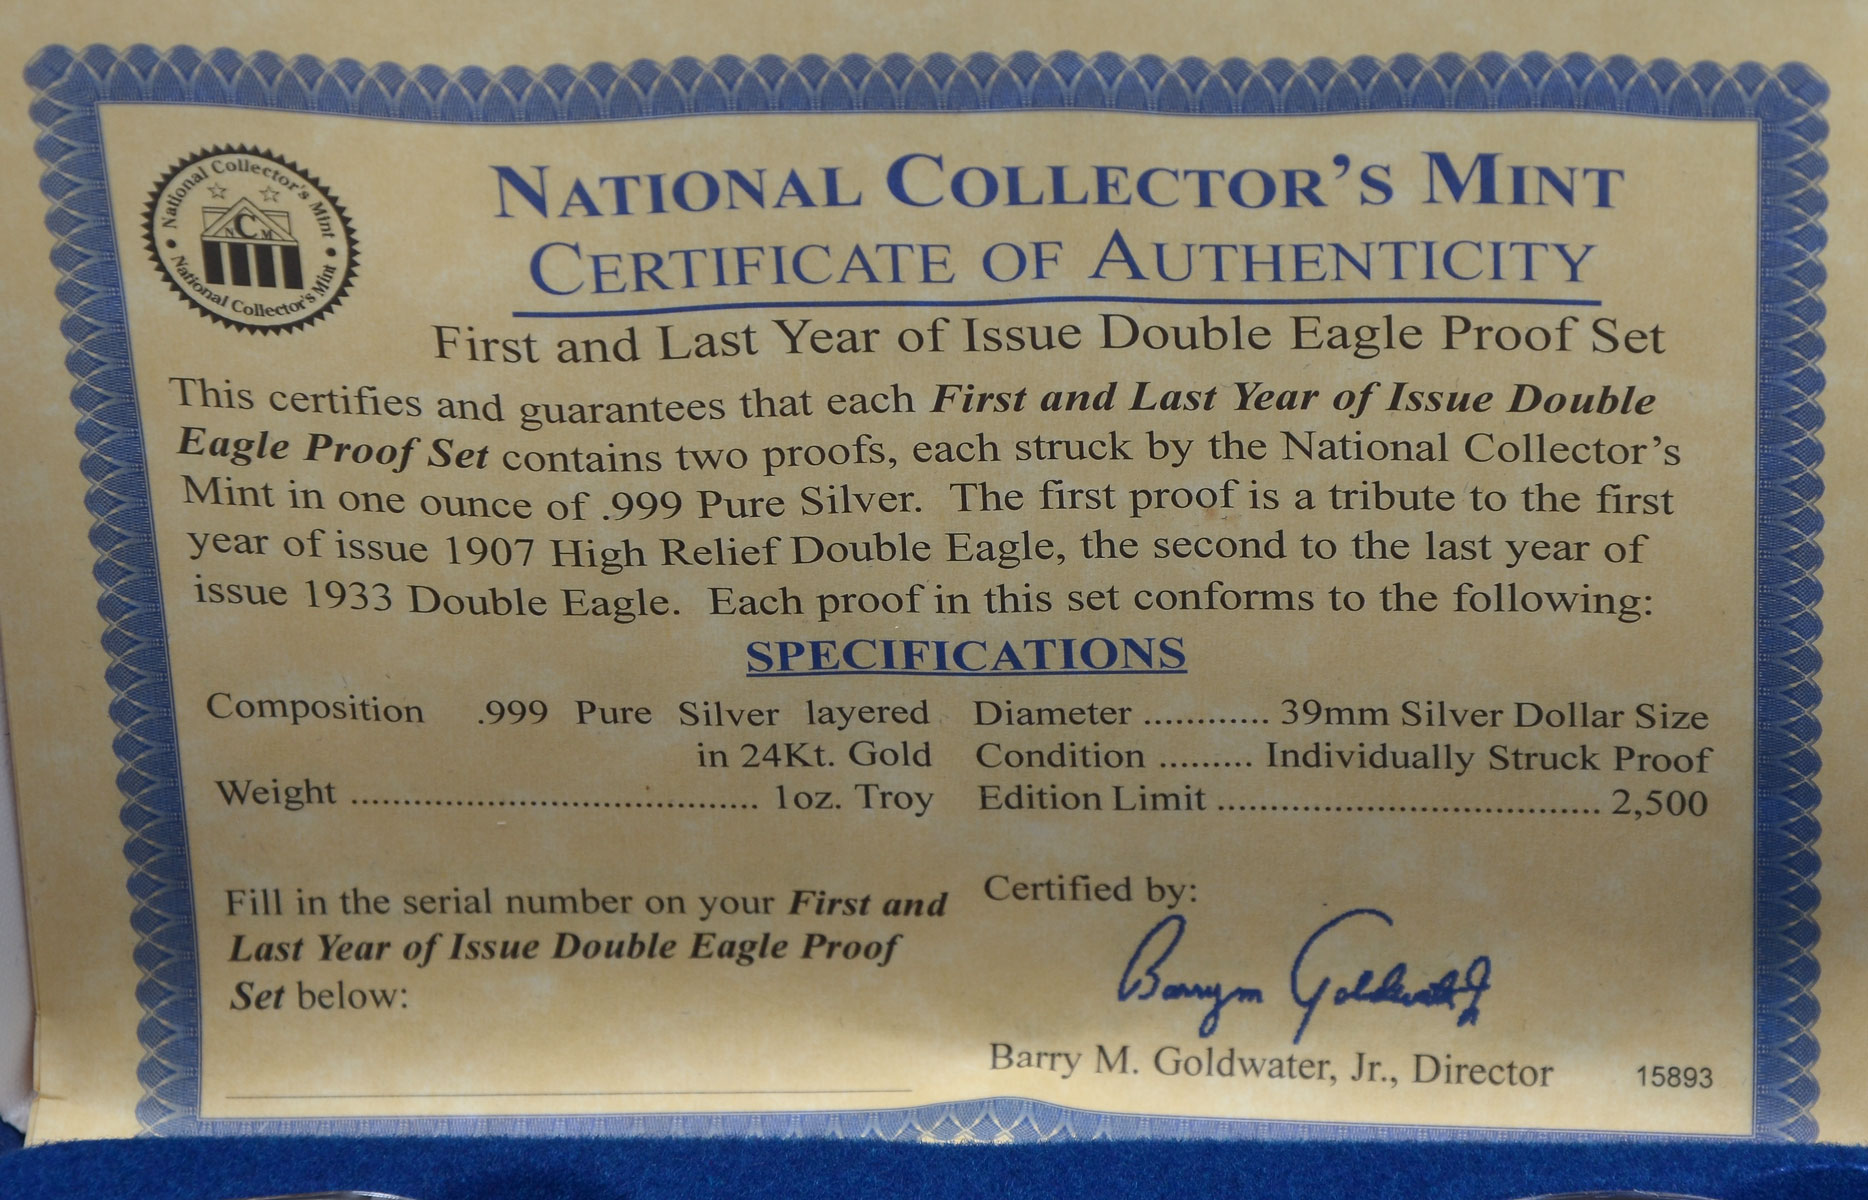 National Collector's Mint
NCM
National Collector's Mint
NATIONAL COLLECTOR'S MINT
CERTIFICATE OF AUTHENTICITY
First and Last Year of Issue Double Eagle Proof Set
This certifies and guarantees that each First and Last Year of Issue Double
Eagle Proof Set contains two proofs, each struck by the National Collector's
Mint in one ounce of .999 Pure Silver. The first proof is a tribute to the first
year of issue 1907 High Relief Double Eagle, the second to the last year of
issue 1933 Double Eagle. Each proof in this set conforms to the following:
SPECIFICATIONS
Composition .999 Pure Silver layered
in 24Kt. Gold
Weight ..................................... 1oz. Troy
Diameter ............ 39mm Silver Dollar Size
Condition ......... Individually Struck Proof
Edition Limit ................................... 2,500
Fill in the serial number on your First and
Last Year of Issue Double Eagle Proof
Set below:
Certified by:
Barry M Goldwater Jr
Barry M. Goldwater, Jr., Director
15893